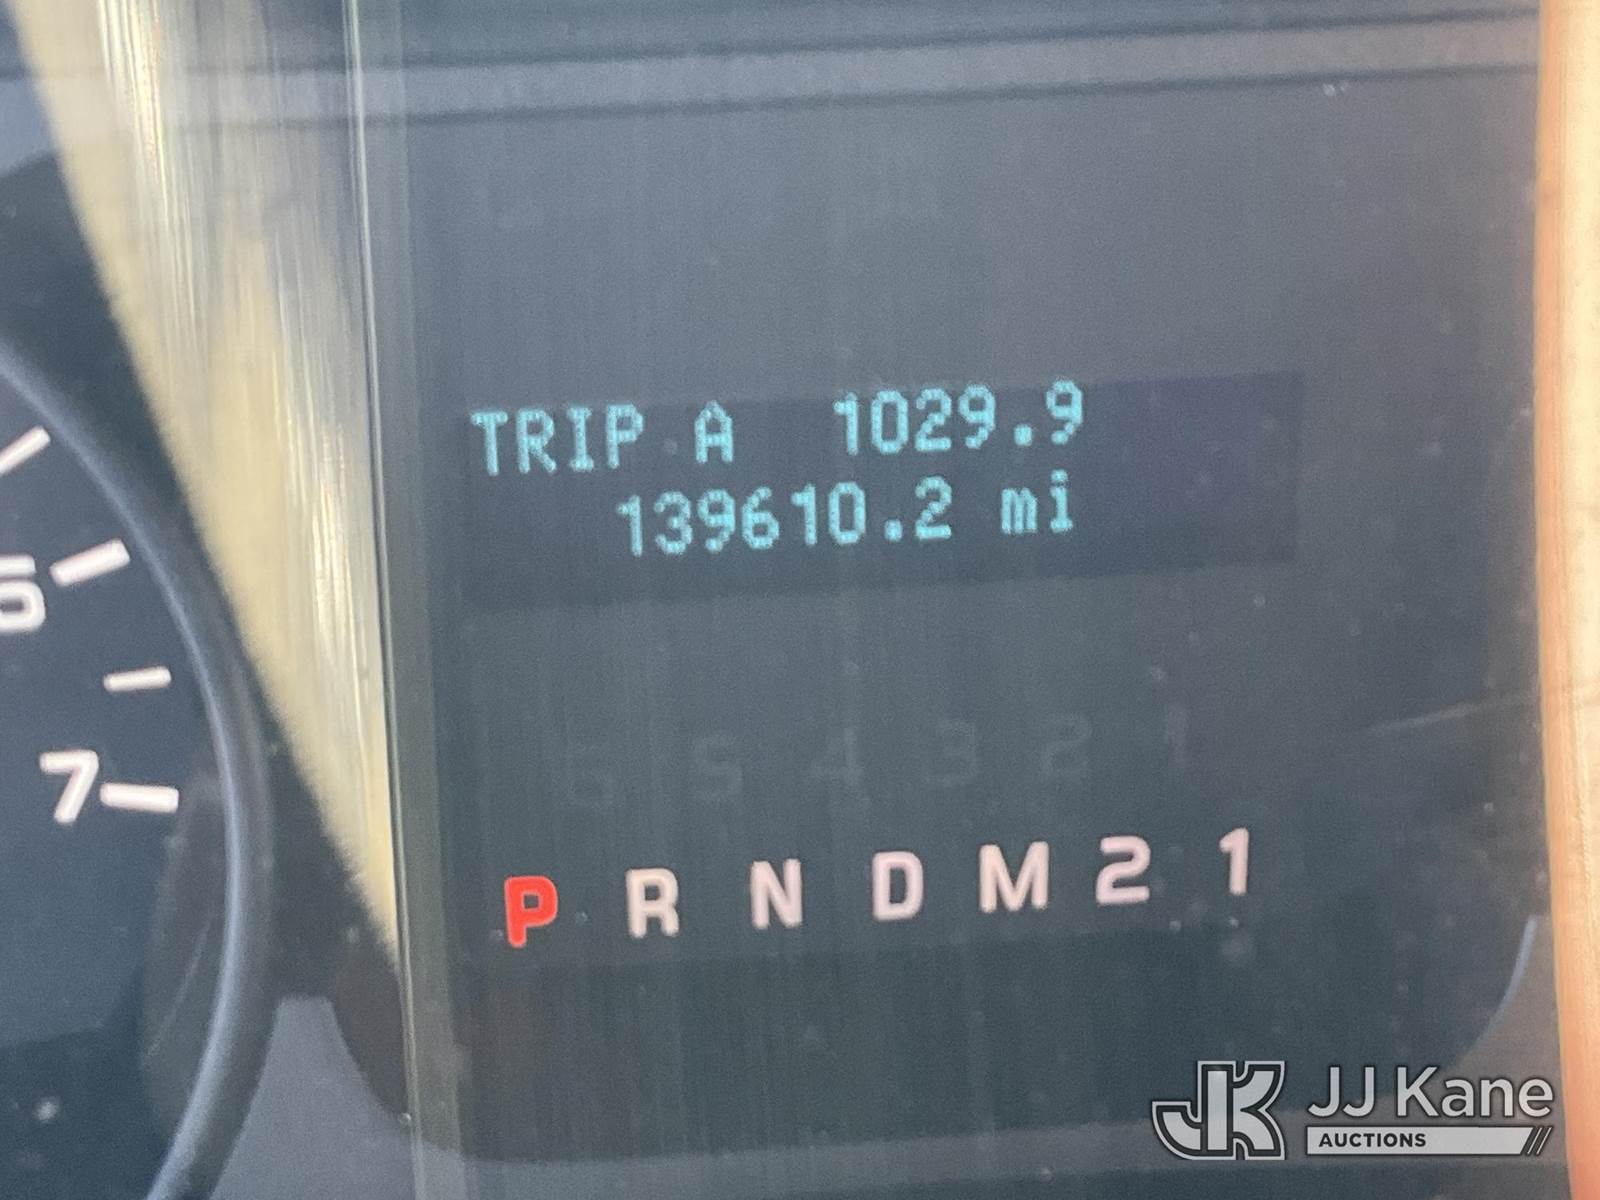 TRIP A 1029.9
139610.2 mi
6
6 5 4 3 2 1
7
P R N D M 2 1
JK JJ Kane
AUCTIONS